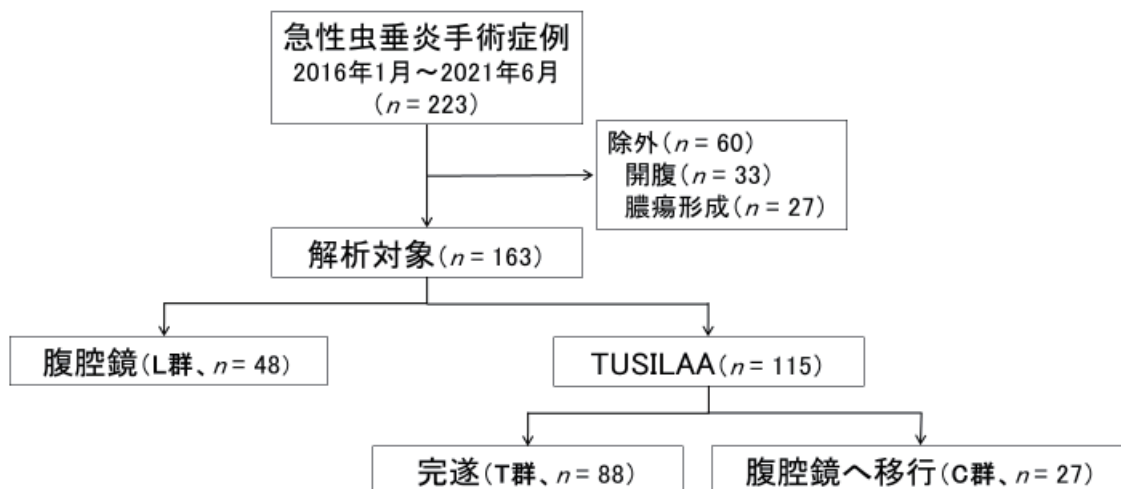 急性虫垂炎手術症例
2016年1月～2021年6月
（n = 223）
除外（n = 60）
開腹（n = 33）
膿瘍形成（n = 27）
解析対象（n = 163）
腹腔鏡（L群、n = 48）
TUSILAA（n = 115）
完遂（T群、n = 88）
腹腔鏡へ移行（C群、n = 27）